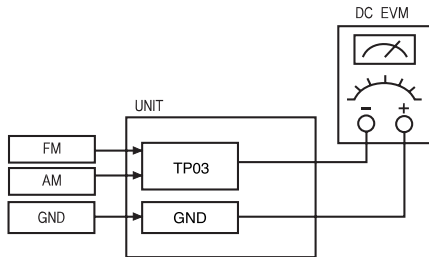 DC EVM
- +
UNIT
FM
AM
GND
TP03
GND